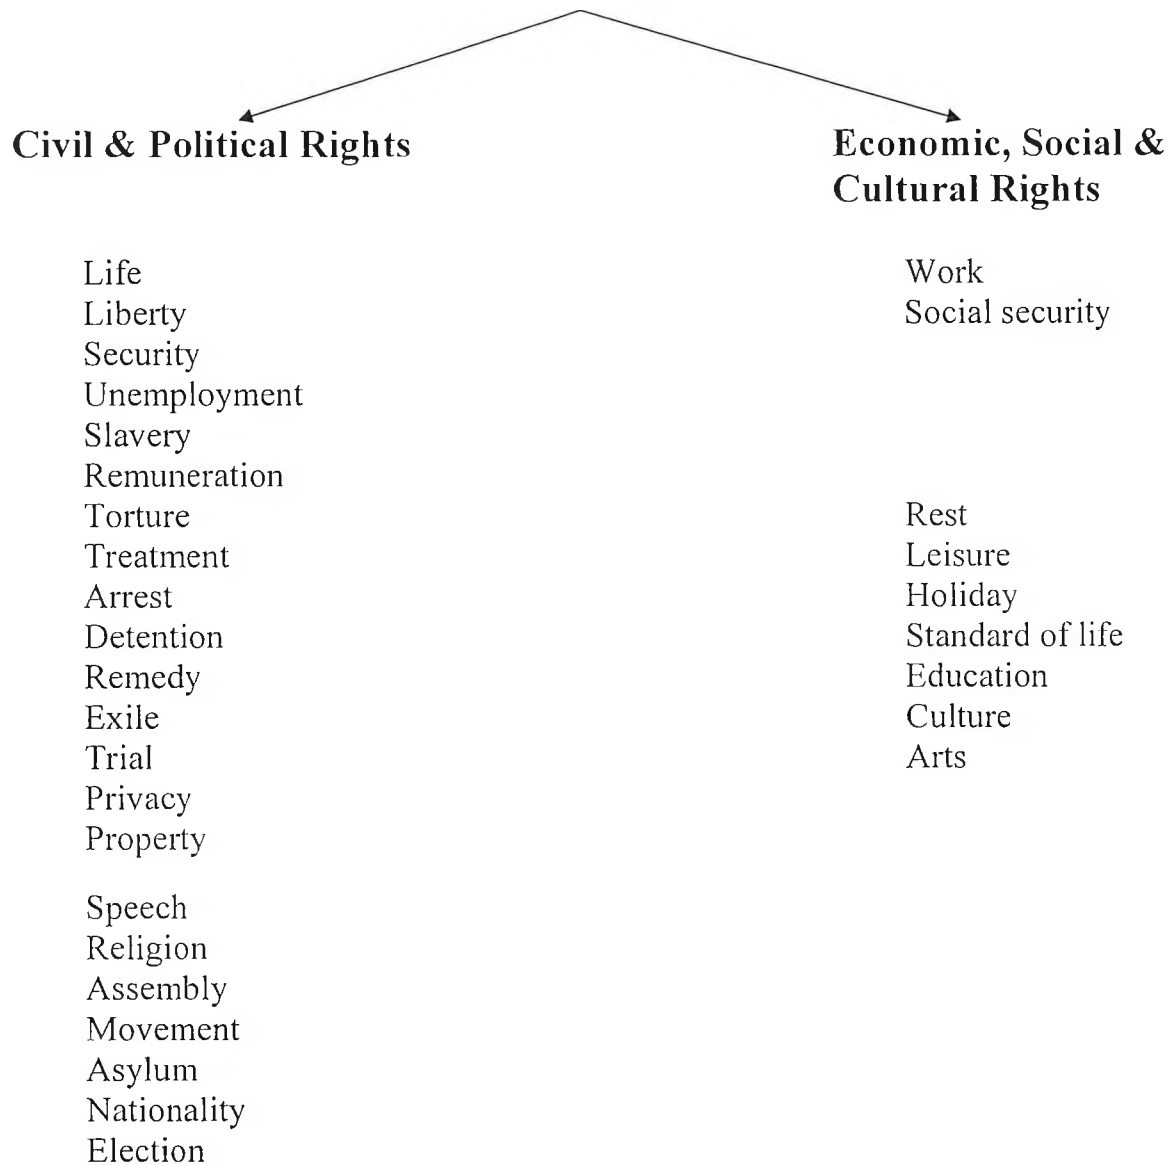 Civil & Political Rights
Life
Liberty
Security
Unemployment
Slavery
Remuneration
Torture
Treatment
Arrest
Detention
Remedy
Exile
Trial
Privacy
Property
Speech
Religion
Assembly
Movement
Asylum
Nationality
Election
Economic, Social &
Cultural Rights
Work
Social security
Rest
Leisure
Holiday
Standard of life
Education
Culture
Arts